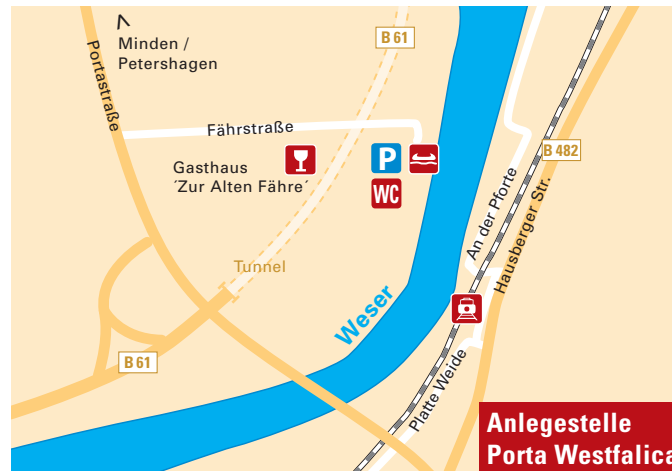 Minden /
Petershagen
Portastraße
B 61
Fährstraße
P
WC
Gasthaus
´Zur Alten Fähre´
B 482
An der Pforte
Hausberger Str.
Tunnel
Weser
B 61
Platte Weide
Anlegestelle
Porta Westfalica